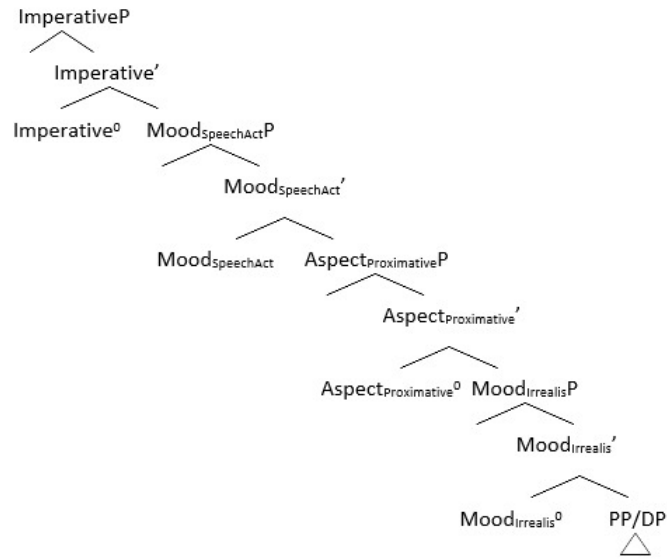 ImperativeP
Imperative’
Imperative⁰ MoodSpeechActP
MoodSpeechAct’
MoodSpeechAct AspectProximativeP
AspectProximative’
AspectProximative⁰ MoodIrrealisP
MoodIrrealis’
MoodIrrealis⁰ PP/DP